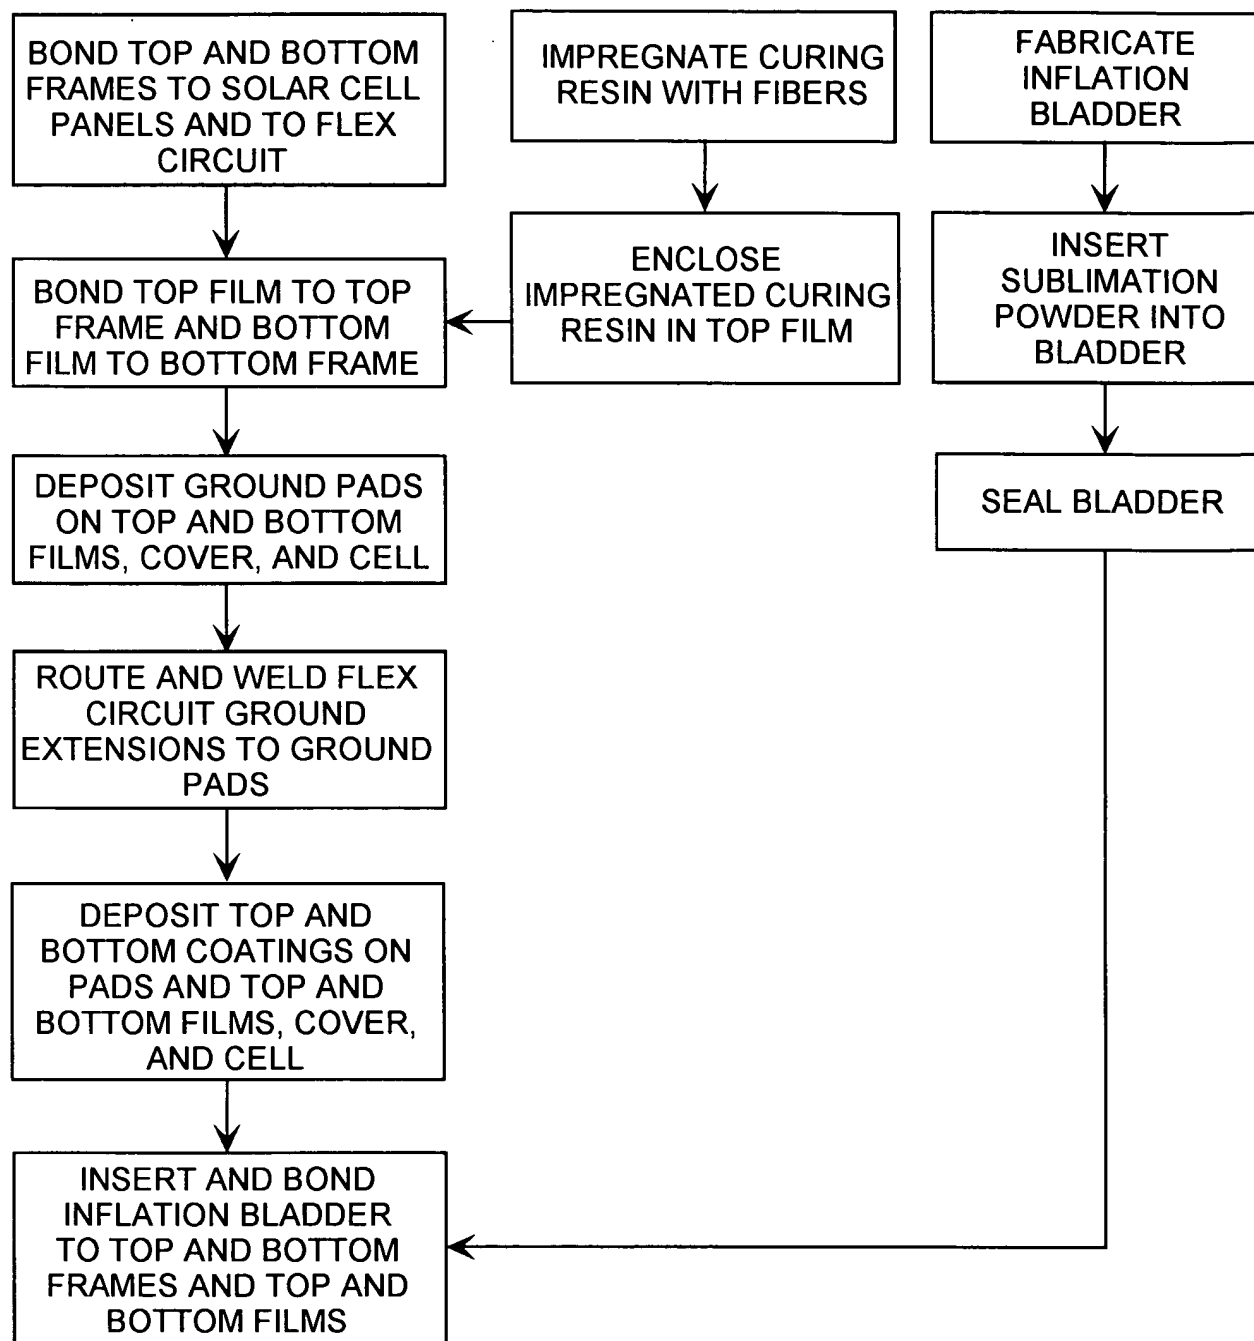 BOND TOP AND BOTTOM
FRAMES TO SOLAR CELL
PANELS AND TO FLEX
CIRCUIT
BOND TOP FILM TO TOP
FRAME AND BOTTOM
FILM TO BOTTOM FRAME
DEPOSIT GROUND PADS
ON TOP AND BOTTOM
FILMS, COVER, AND CELL
ROUTE AND WELD FLEX
CIRCUIT GROUND
EXTENSIONS TO GROUND
PADS
DEPOSIT TOP AND
BOTTOM COATINGS ON
PADS AND TOP AND
BOTTOM FILMS, COVER,
AND CELL
INSERT AND BOND
INFLATION BLADDER
TO TOP AND BOTTOM
FRAMES AND TOP AND
BOTTOM FILMS
IMPREGNATE CURING
RESIN WITH FIBERS
ENCLOSE
IMPREGNATED CURING
RESIN IN TOP FILM
FABRICATE
INFLATION
BLADDER
INSERT
SUBLIMATION
POWDER INTO
BLADDER
SEAL BLADDER